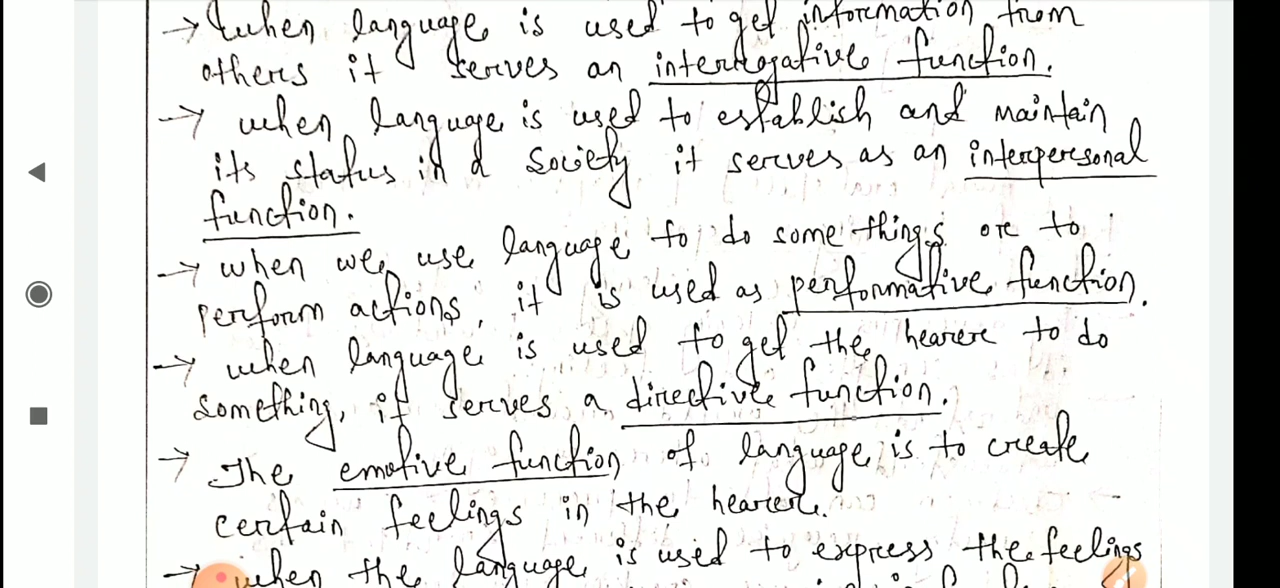 → When language is used to get information from
others it serves an interrogative function.
→ when language is used to establish and maintain
its status in a society it serves as an interpersonal
function.
→ when we use language to do some things or to
perform actions, it is used as performative function.
→ when language is used to get the hearer to do
something, it serves a directive function.
→ The emotive function of language is to create
certain feelings in the hearer.
→ when the language is used to express the feelings